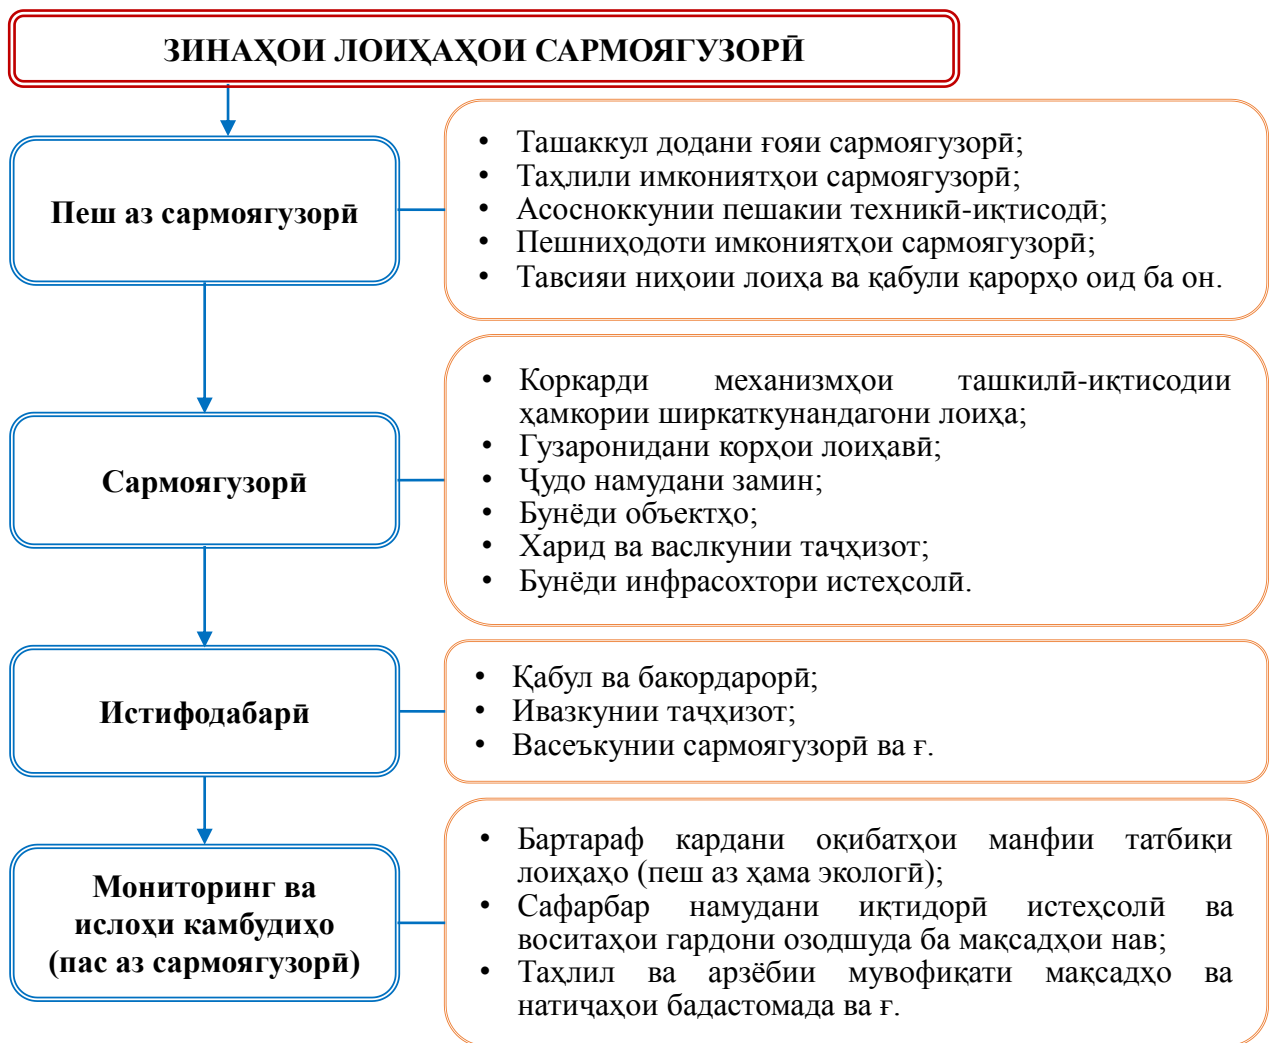 ЗИНАҲОИ ЛОИҲАҲОИ САРМОЯГУЗОРӢ
Пеш аз сармоягузорӣ
• Ташаккул додани ғояи сармоягузорӣ;
• Таҳлили имкониятҳои сармоягузорӣ;
• Асосноккунии пешакии техникӣ-иқтисодӣ;
• Пешниҳодоти имкониятҳои сармоягузорӣ;
• Тавсияи ниҳоии лоиҳа ва қабули қарорҳо оид ба он.
Сармоягузорӣ
• Коркарди механизмҳои ташкилӣ-иқтисодии
ҳамкории ширкаткунандагони лоиҳа;
• Гузаронидани корҳои лоиҳавӣ;
• Ҷудо намудани замин;
• Бунёди объектҳо;
• Харид ва васлкунии таҷҳизот;
• Бунёди инфрасохтори истеҳсолӣ.
Истифодабарӣ
• Қабул ва бакордарорӣ;
• Ивазкунии таҷҳизот;
• Васеъкунии сармоягузорӣ ва ғ.
Мониторинг ва
ислоҳи камбудиҳо
(пас аз сармоягузорӣ)
• Бартараф кардани оқибатҳои манфии татбиқи
лоиҳаҳо (пеш аз ҳама экологӣ);
• Сафарбар намудани иқтидорӣ истеҳсолӣ ва
воситаҳои гардони озодшуда ба мақсадҳои нав;
• Таҳлил ва арзёбии мувофиқати мақсадҳо ва
натиҷаҳои бадастомада ва ғ.